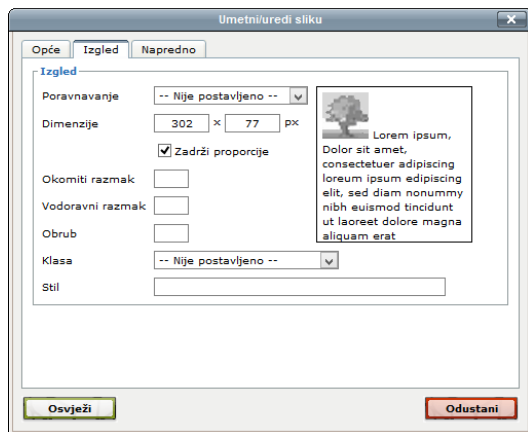 Umetni/uredi sliku
Opće Izgled Napredno
Izgled
Poravnavanje -- Nije postavljeno --
Dimenzije 302 x 77 px
Zadrži proporcije
Okomiti razmak
Vodoravni razmak
Obrub
Lorem ipsum,
Dolor sit amet,
consectetuer adipiscing
loreum ipsum edipiscing
elit, sed diam nonummy
nibh euismod tincidunt
ut laoreet dolore magna
aliquam erat
Klasa -- Nije postavljeno --
Stil
Osvježi Odustani